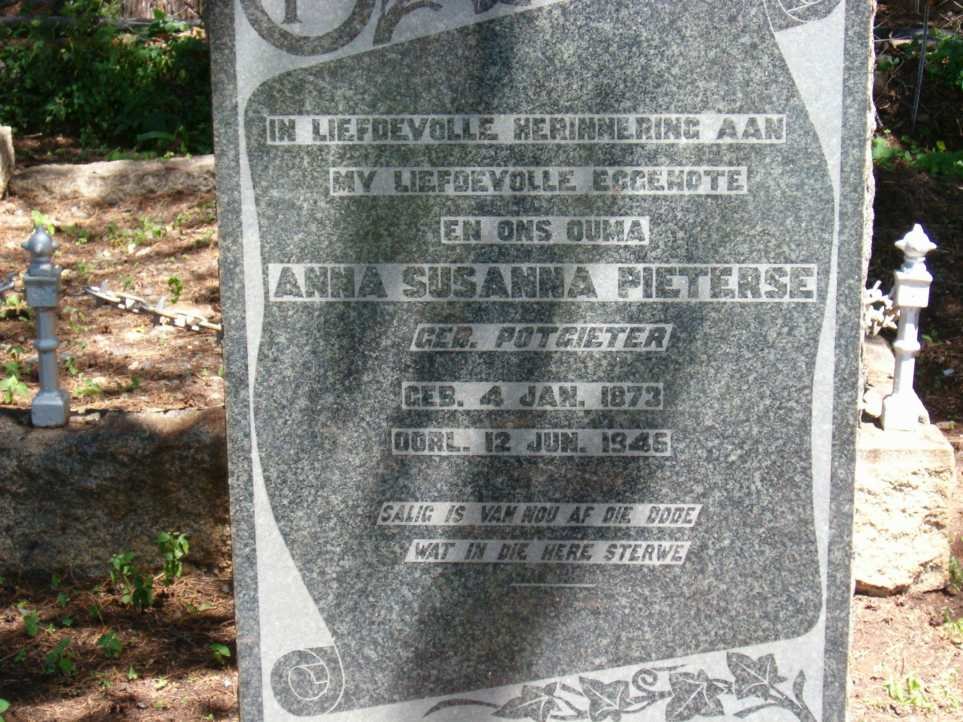 IN LIEFDEVOLLE HERINNERING AAN
MY LIEFDEVOLLE EGGENOTE
EN ONS OUMA
ANNA SUSANNA PIETERSE
GEB. POTGIETER
GEB. 4 JAN. 1873
OORL. 12 JUN. 1946
SALIG IS VAN NOU AF DIE DODE
WAT IN DIE HERE STERWE